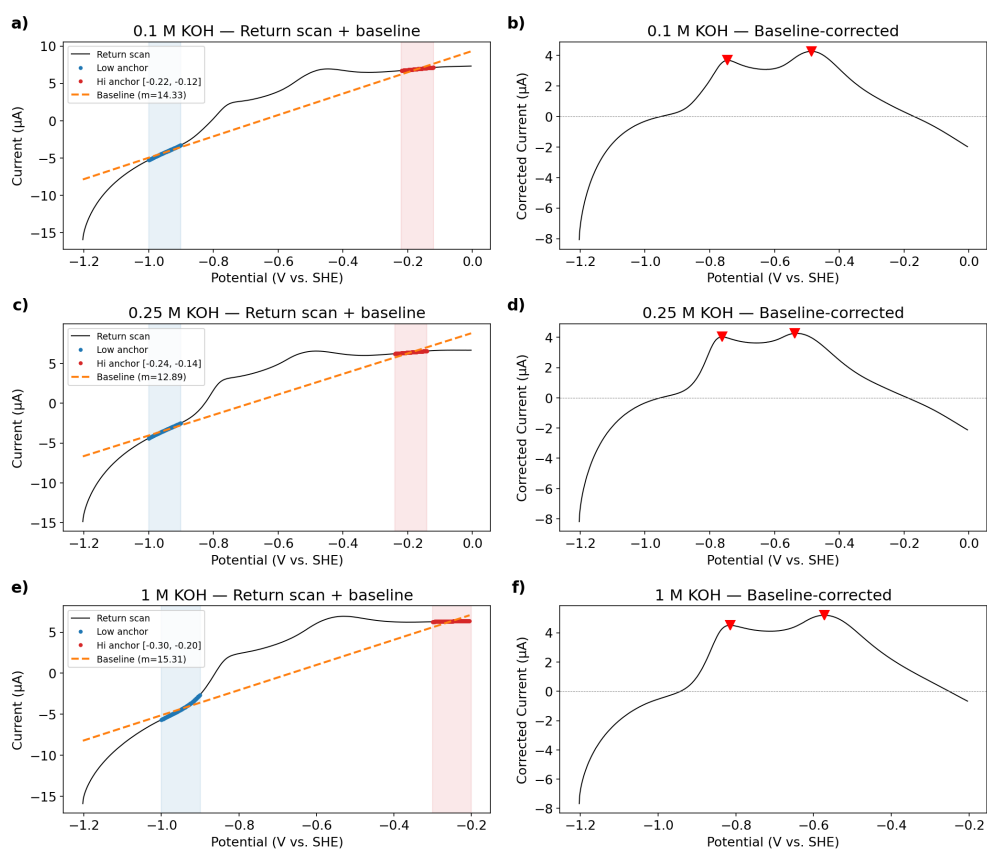 a)
0.1 M KOH — Return scan + baseline
Current (µA)
10
5
0
−5
−10
−15
Return scan
Low anchor
Hi anchor [-0.22, -0.12]
Baseline (m=14.33)
−1.2 −1.0 −0.8 −0.6 −0.4 −0.2 0.0
Potential (V vs. SHE)
b)
0.1 M KOH — Baseline-corrected
Corrected Current (µA)
4
2
0
−2
−4
−6
−8
−1.2 −1.0 −0.8 −0.6 −0.4 −0.2 0.0
Potential (V vs. SHE)
c)
0.25 M KOH — Return scan + baseline
Current (µA)
5
0
−5
−10
−15
Return scan
Low anchor
Hi anchor [-0.24, -0.14]
Baseline (m=12.89)
−1.2 −1.0 −0.8 −0.6 −0.4 −0.2 0.0
Potential (V vs. SHE)
d)
0.25 M KOH — Baseline-corrected
Corrected Current (µA)
4
2
0
−2
−4
−6
−8
−1.2 −1.0 −0.8 −0.6 −0.4 −0.2 0.0
Potential (V vs. SHE)
e)
1 M KOH — Return scan + baseline
Current (µA)
5
0
−5
−10
−15
Return scan
Low anchor
Hi anchor [-0.30, -0.20]
Baseline (m=15.31)
−1.2 −1.0 −0.8 −0.6 −0.4 −0.2
Potential (V vs. SHE)
f)
1 M KOH — Baseline-corrected
Corrected Current (µA)
4
2
0
−2
−4
−6
−8
−1.2 −1.0 −0.8 −0.6 −0.4 −0.2
Potential (V vs. SHE)